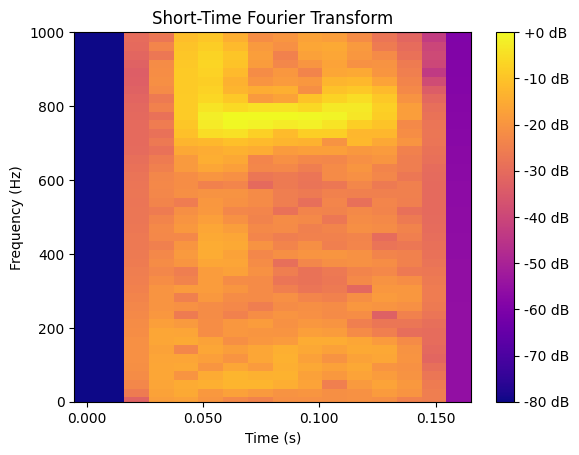 Short-Time Fourier Transform
1000
800
600
400
200
0
Frequency (Hz)
0.000
0.050
0.100
0.150
Time (s)
+0 dB
-10 dB
-20 dB
-30 dB
-40 dB
-50 dB
-60 dB
-70 dB
-80 dB